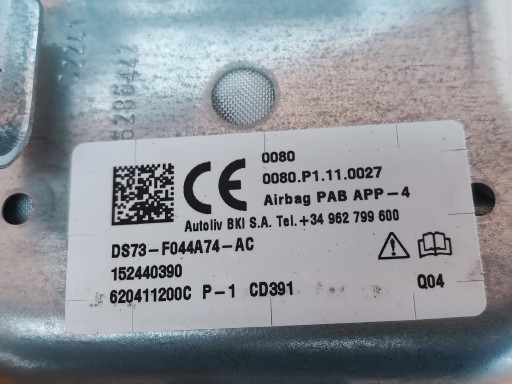 CE 0080
0080.P1.11.0027
Airbag PAB APP-4
Autoliv BKI S.A. Tel.+34 962 799 600
DS73-F044A74-AC
152440390
620411200C P-1 CD391 Q04